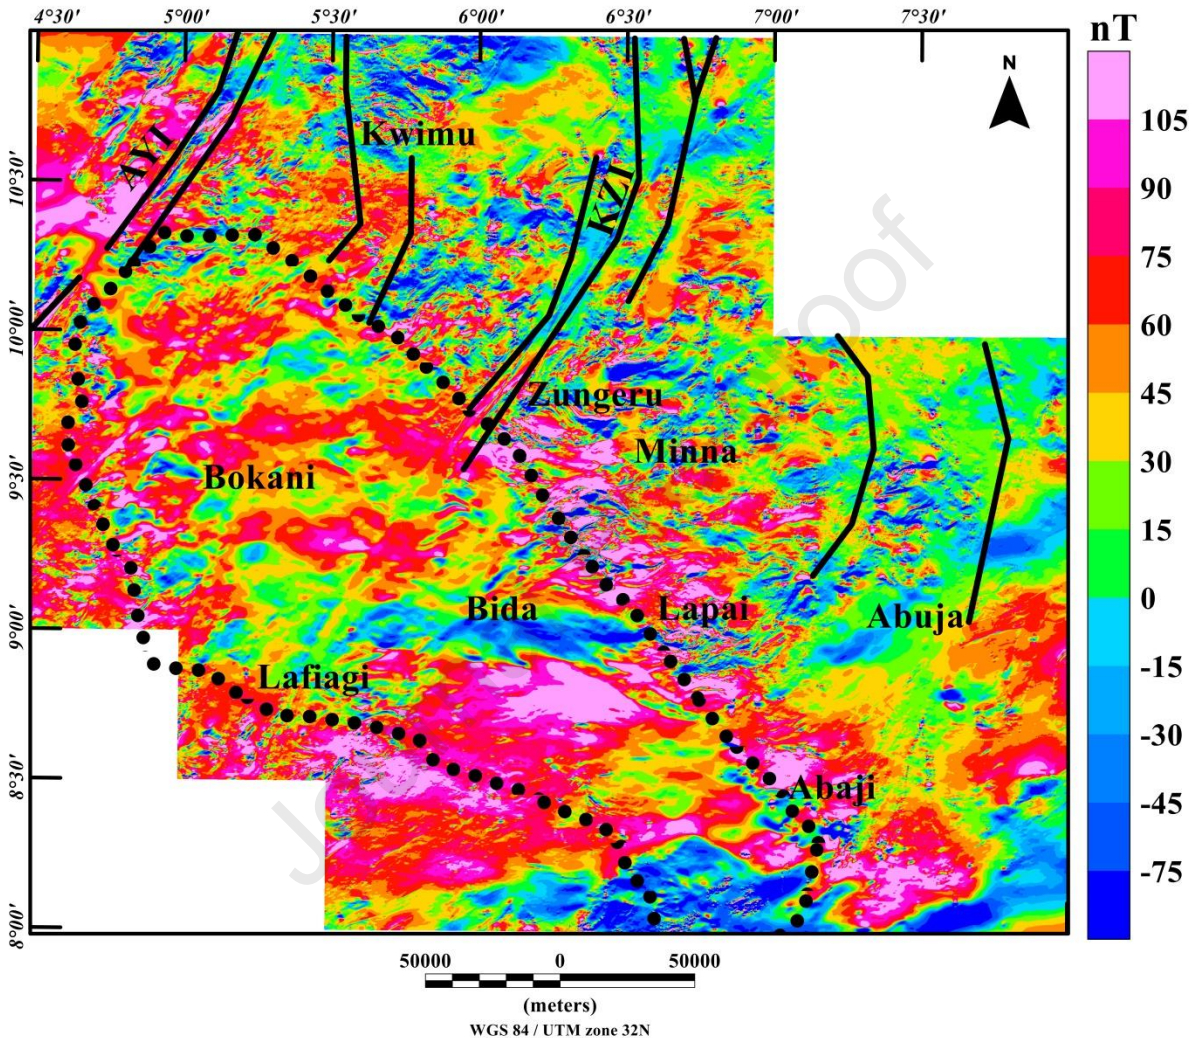 4°30' 5°00' 5°30' 6°00' 6°30' 7°00' 7°30'
nT
N
105
90
75
60
45
30
15
0
-15
-30
-45
-75
10°30'
10°00'
9°30'
9°00'
8°30'
8°00'
AYI
Kwimu
KZI
Zungeru
Minna
Bokani
Bida
Lapai
Abuja
Lafiagi
Abaji
50000 0 50000
(meters)
WGS 84 / UTM zone 32N